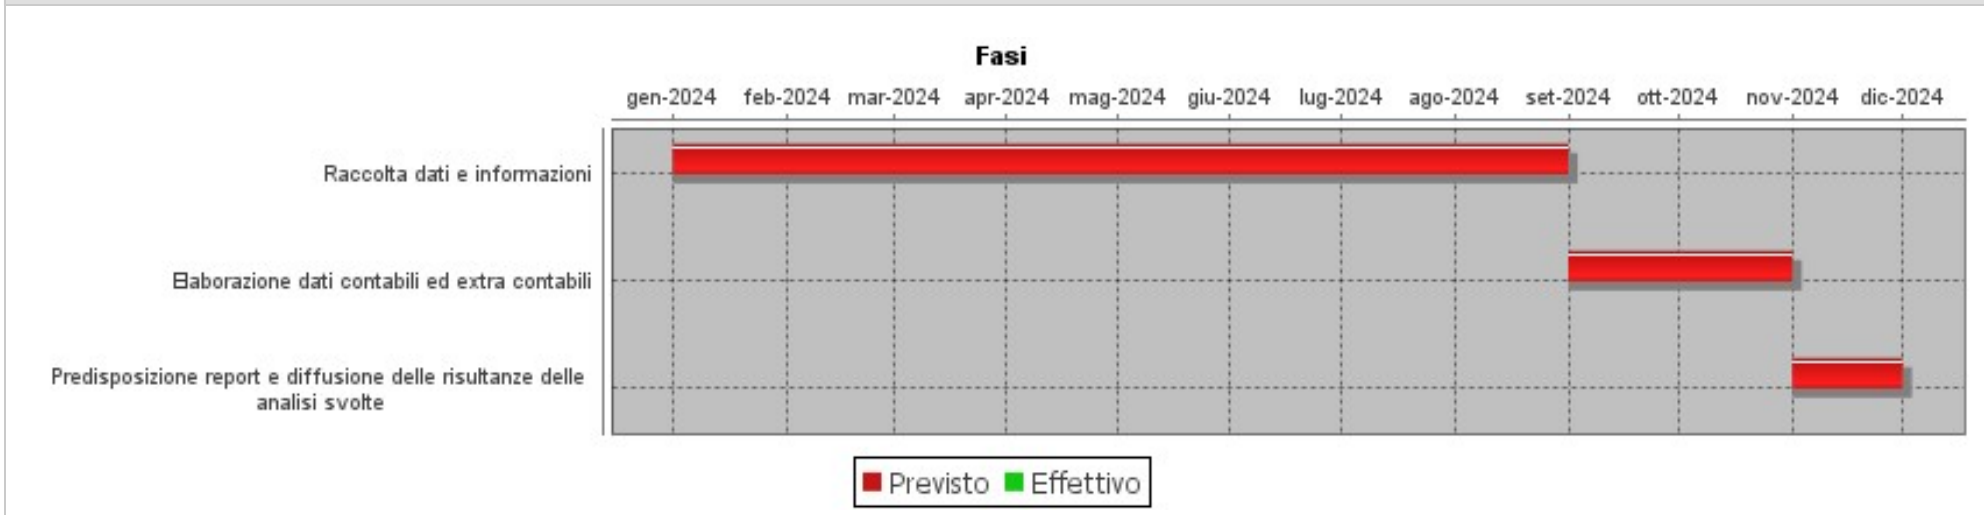 Fasi
gen-2024 feb-2024 mar-2024 apr-2024 mag-2024 giu-2024 lug-2024 ago-2024 set-2024 ott-2024 nov-2024 dic-2024
Raccolta dati e informazioni
Elaborazione dati contabili ed extra contabili
Predisposizione report e diffusione delle risultanze delle
analisi svolte
Previsto Effettivo